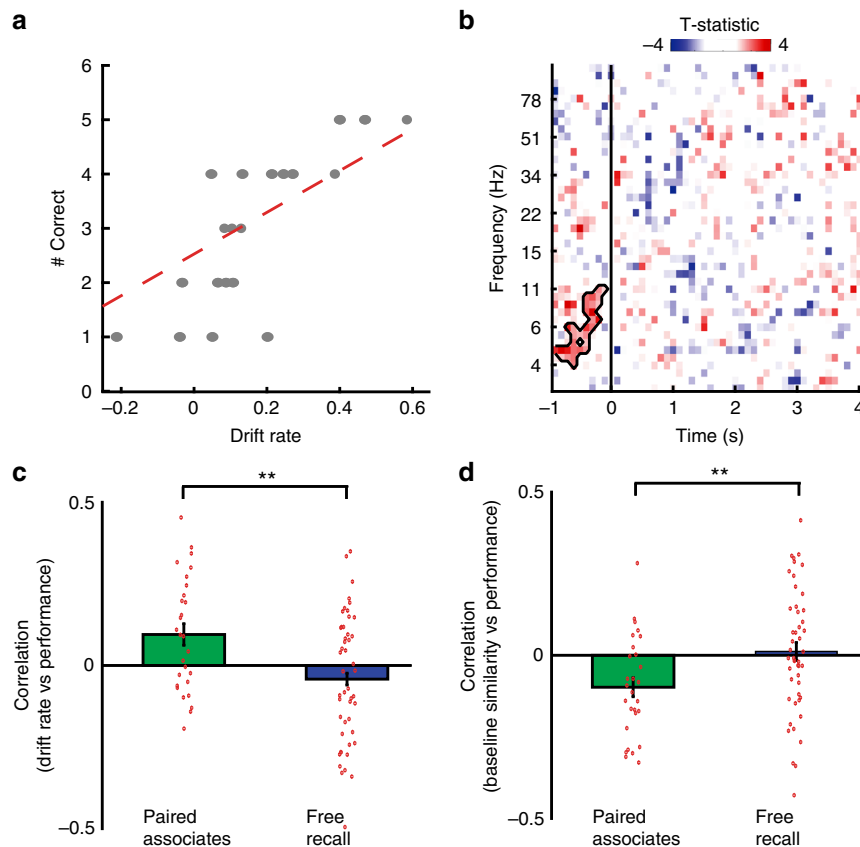 a
# Correct
6
5
4
3
2
1
0
−0.2
0
0.2
0.4
0.6
Drift rate
b
T-statistic
−4
4
Frequency (Hz)
78
51
34
22
15
11
6
4
−1
0
1
2
3
4
Time (s)
c
**
Correlation
(drift rate vs performance)
0.5
0
−0.5
Paired
associates
Free
recall
d
**
Correlation
(baseline similarity vs performance)
0.5
0
−0.5
Paired
associates
Free
recall